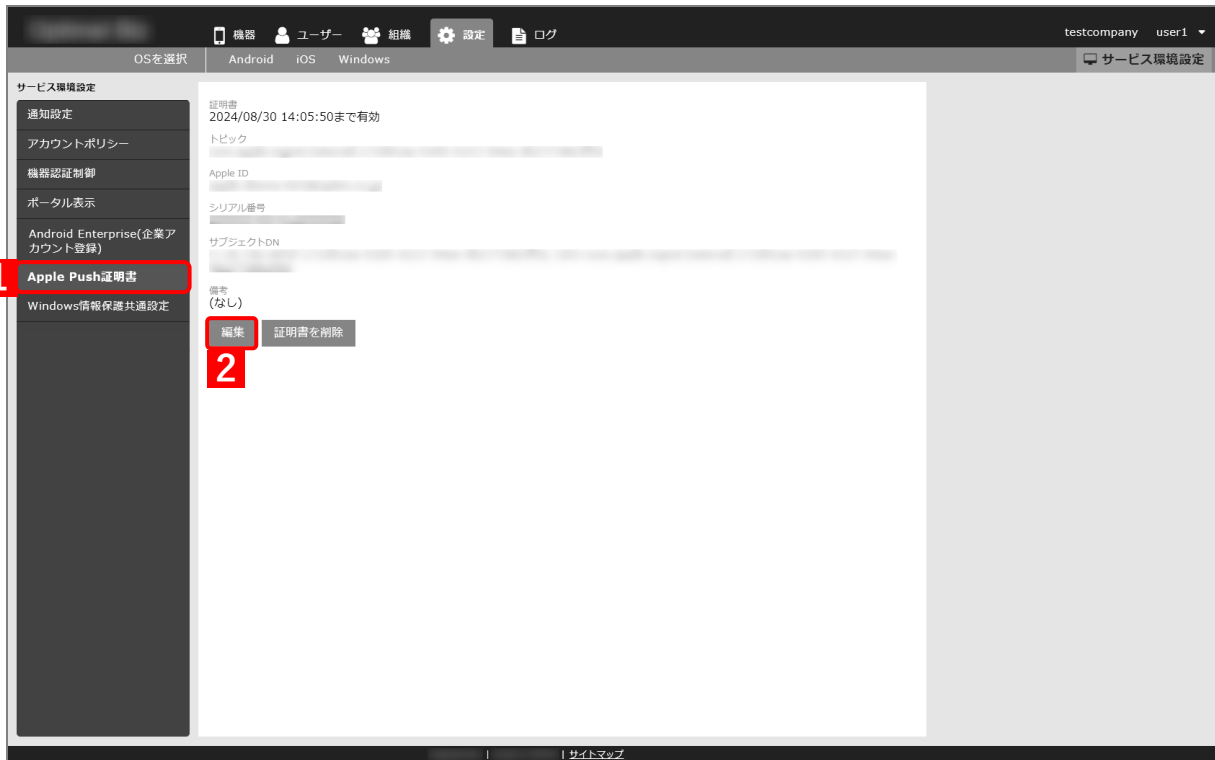 機器 ユーザー 組織 設定 ログ testcompany user1
OSを選択 Android iOS Windows サービス環境設定
サービス環境設定
通知設定
アカウントポリシー
機器認証制御
ポータル表示
Android Enterprise(企業ア
カウント登録)
1
Apple Push証明書
Windows情報保護共通設定
証明書
2024/08/30 14:05:50まで有効
トピック
Apple ID
シリアル番号
サブジェクトDN
備考
(なし)
編集 証明書を削除
2
| | サイトマップ